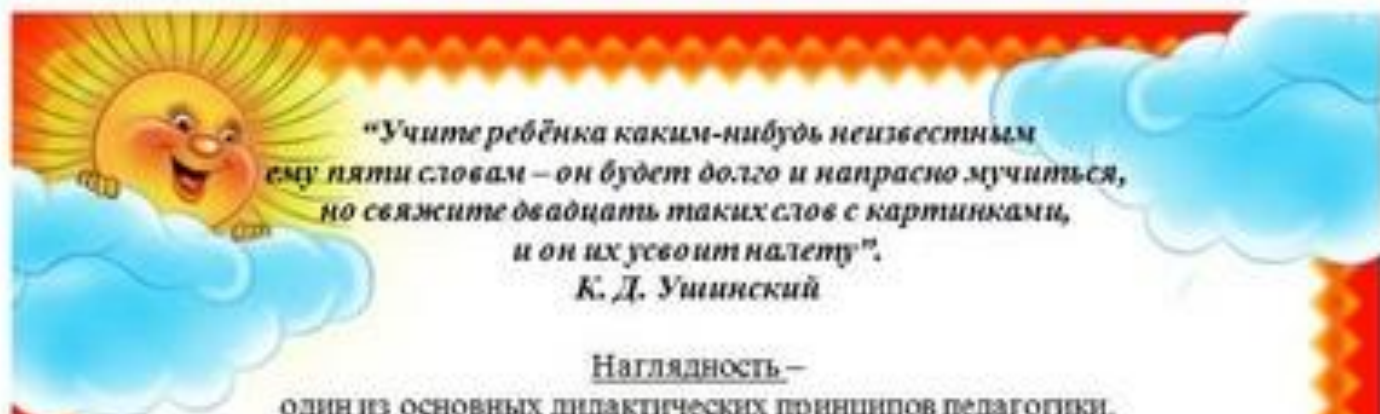 “Учите ребёнка каким-нибудь неизвестным
ему пяти словам – он будет долго и напрасно мучиться,
но свяжите двадцать таких слов с картинками,
и он их усвоит налету”.
К. Д. Ушинский
Наглядность –
один из основных дидактических принципов педагогики.